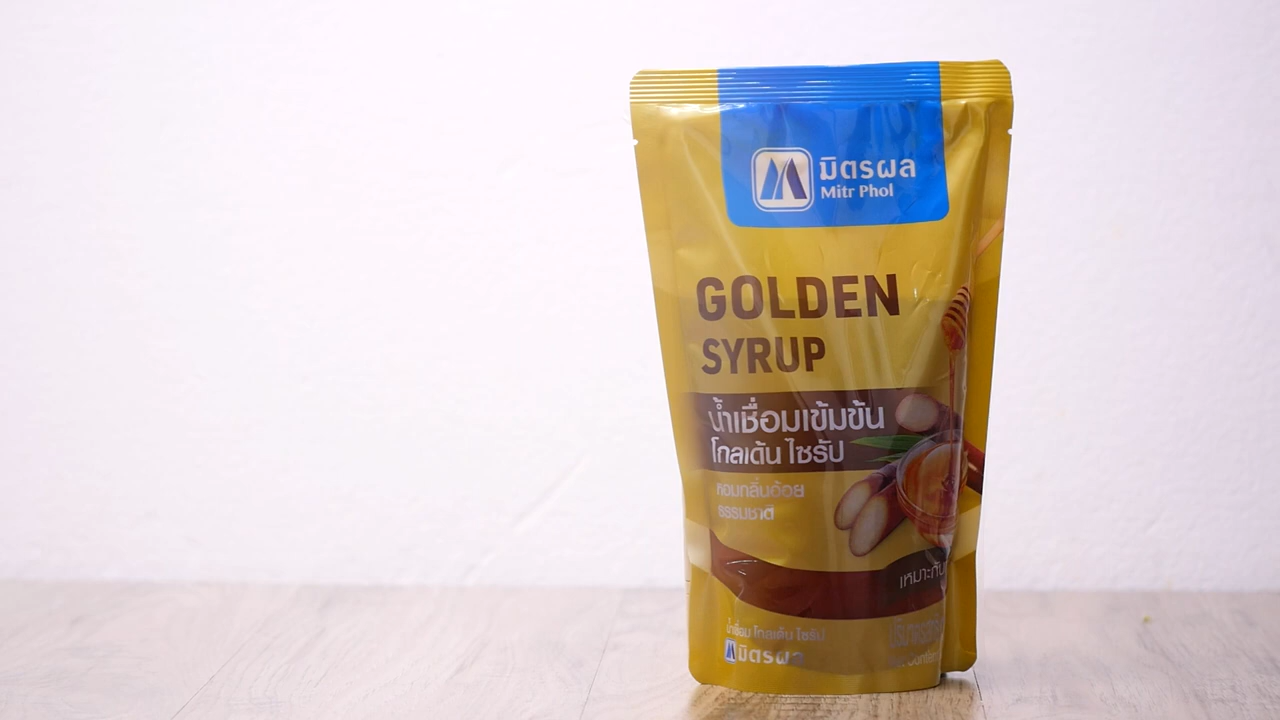 มิตรผล
Mitr Phol
GOLDEN
SYRUP
น้ำเชื่อมเข้มข้น
โกลเด้น ไซรัป
หอมกลิ่นอ้อย
ธรรมชาติ
เหมาะกับ
น้ำเชื่อม โกลเด้น ไซรัป
มิตรผล